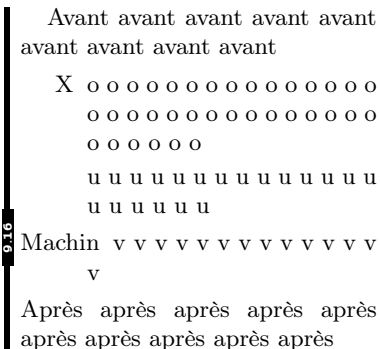 Avant avant avant avant avant
avant avant avant avant
X o o o o o o o o o o o o o o o
o o o o o o o o o o o o o o o
o o o o o o
u u u u u u u u u u u u u u
u u u u u u
9.16
Machin v v v v v v v v v v v v v
v
Après après après après après
après après après après après